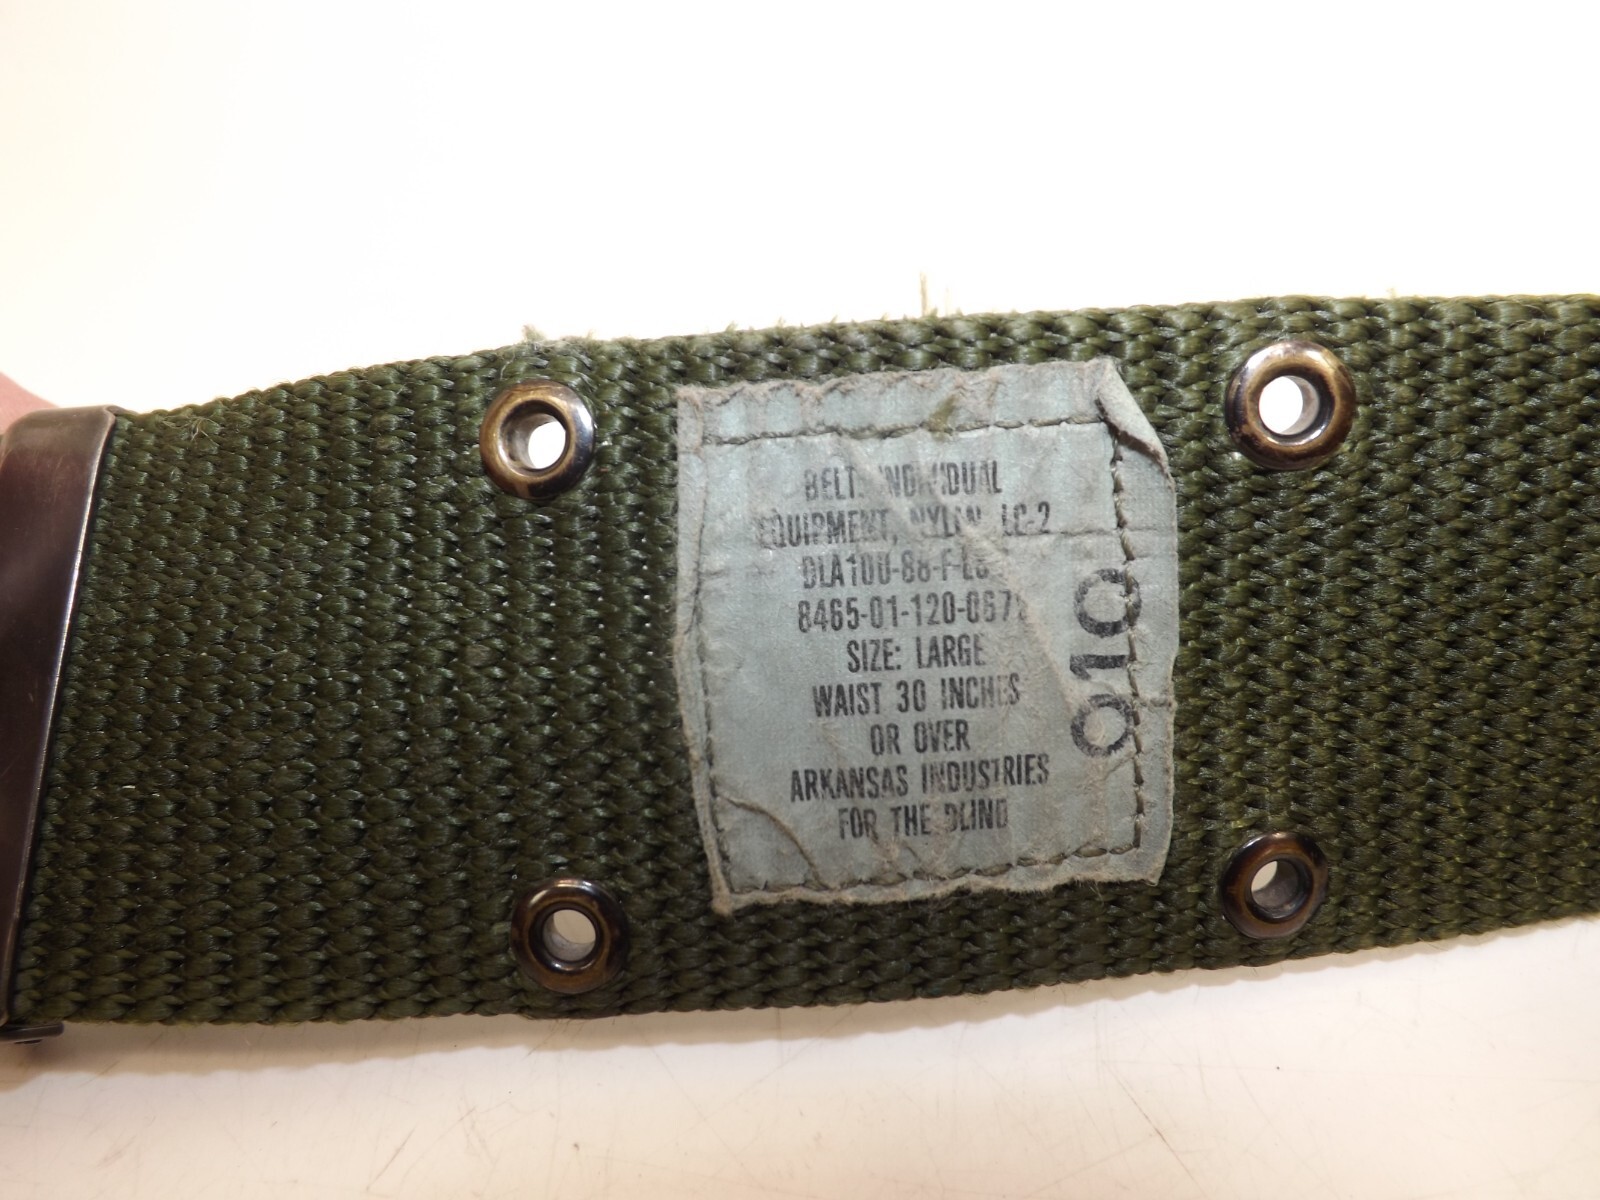 BELT, INDIVIDUAL
EQUIPMENT, NYLON LC-2
8465-01-120-067
SIZE: LARGE
WAIST 30 INCHES
OR OVER
ARKANSAS INDUSTRIES
FOR THE BLIND
910